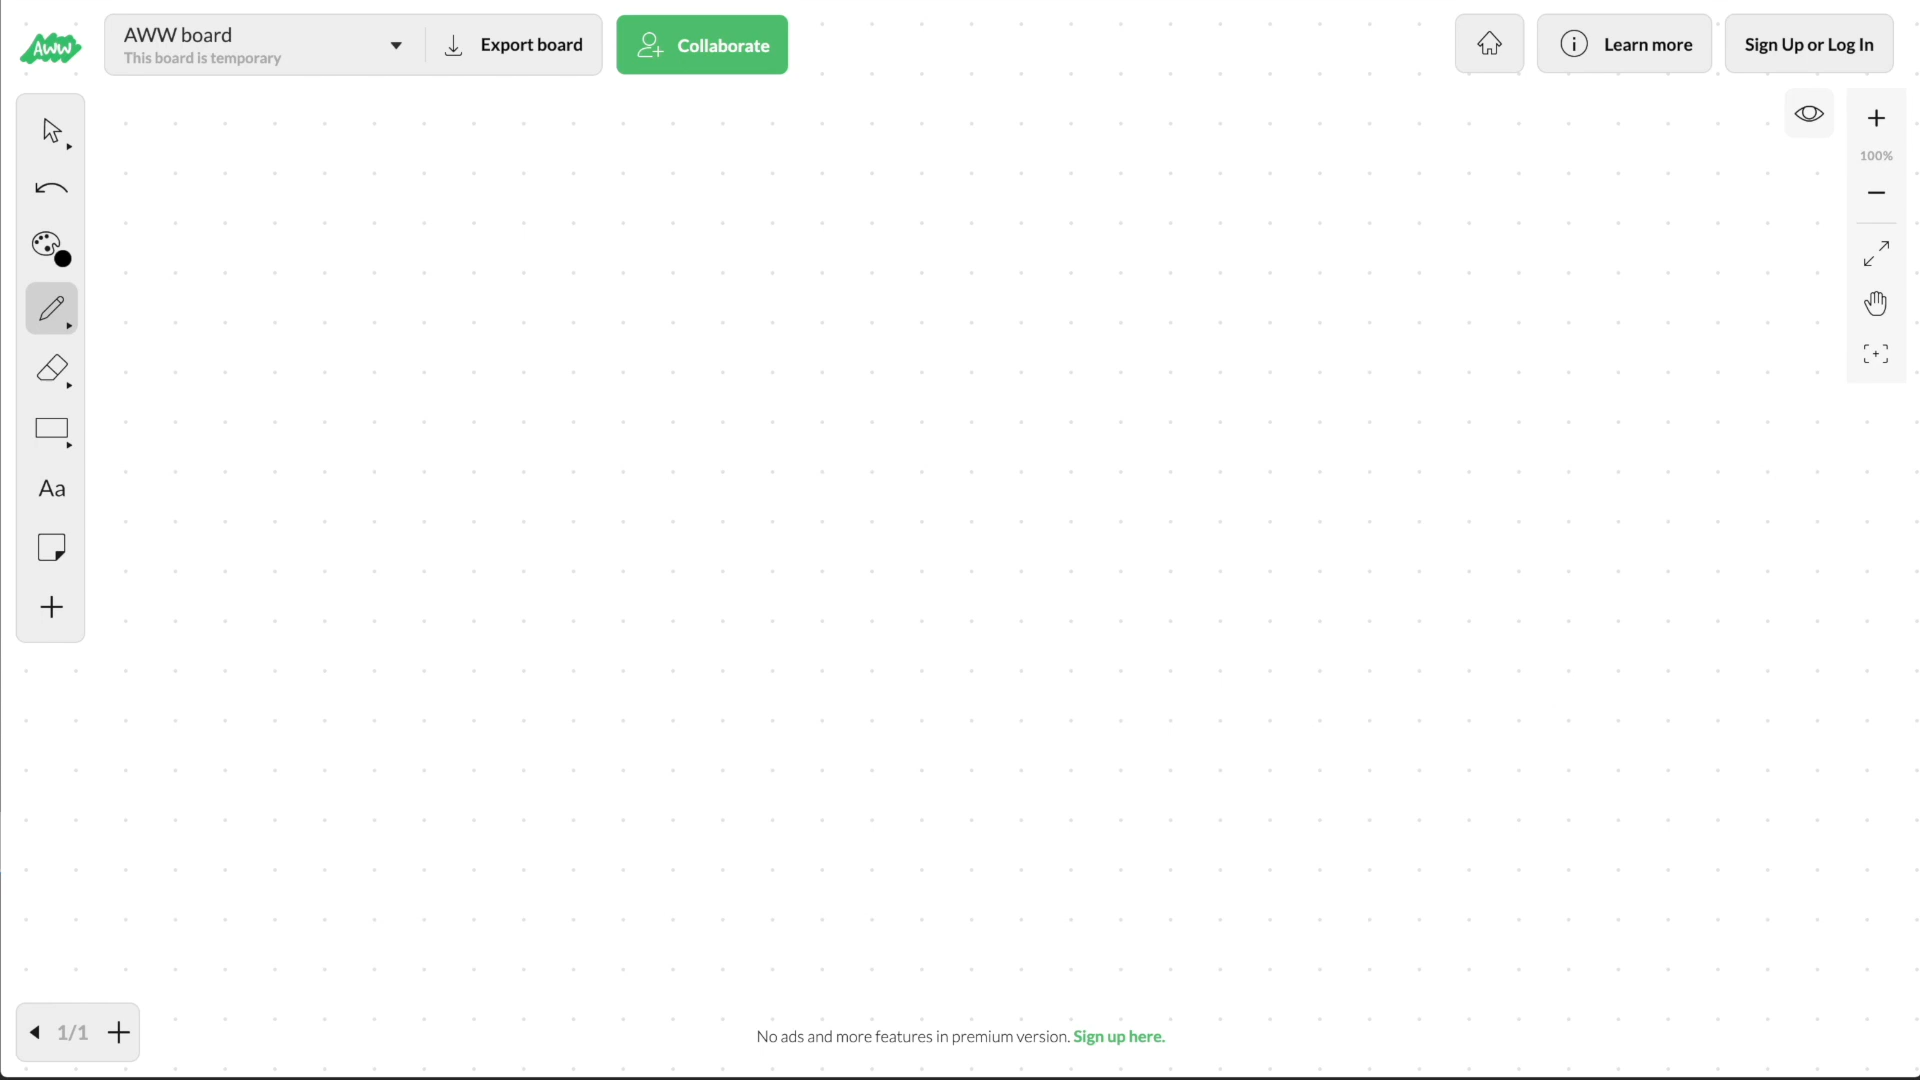 AWW
AWW board
This board is temporary
Export board
Collaborate
Learn more
Sign Up or Log In
100%
Aa
1/1
No ads and more features in premium version. Sign up here.